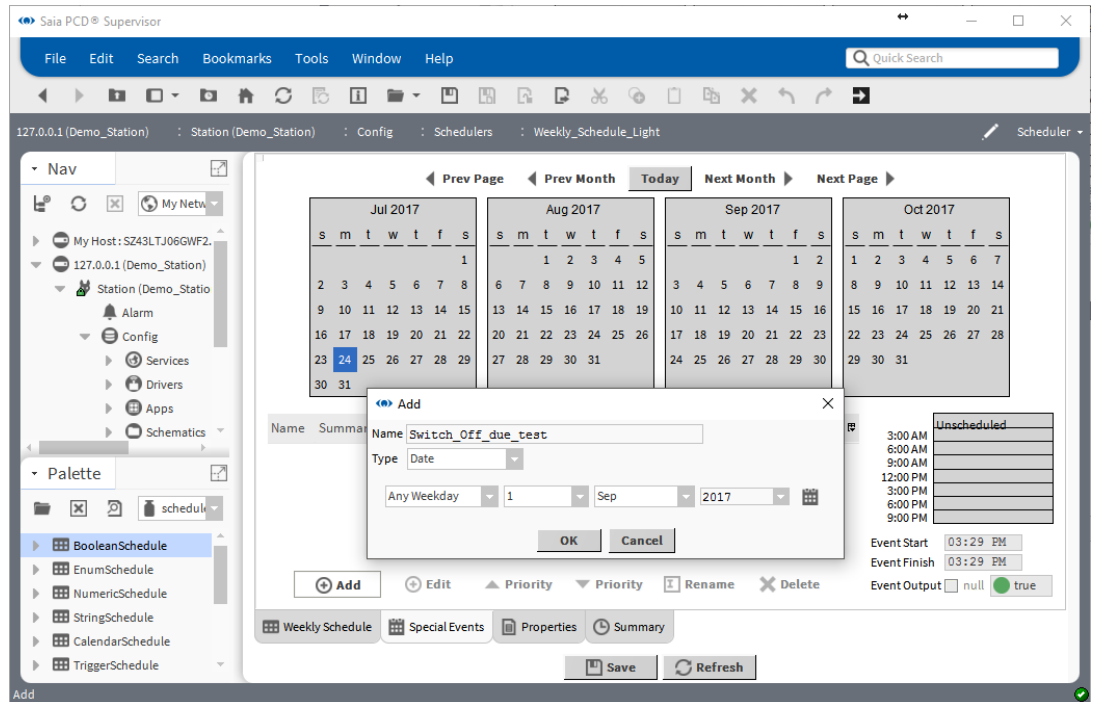 Saia PCD® Supervisor
File Edit Search Bookmarks Tools Window Help Quick Search
127.0.0.1 (Demo_Station) : Station (Demo_Station) : Config : Schedulers : Weekly_Schedule_Light Scheduler
Nav
My Netw
My Host : SZ43LTJ06GWF2.
127.0.0.1 (Demo_Station)
Station (Demo_Statio
Alarm
Config
Services
Drivers
Apps
Schematics
Palette
schedule
BooleanSchedule
EnumSchedule
NumericSchedule
StringSchedule
CalendarSchedule
TriggerSchedule
Prev Page Prev Month Today Next Month Next Page
Jul 2017
s m t w t f s
1
2 3 4 5 6 7 8
9 10 11 12 13 14 15
16 17 18 19 20 21 22
23 24 25 26 27 28 29
30 31
Aug 2017
s m t w t f s
1 2 3 4 5
6 7 8 9 10 11 12
13 14 15 16 17 18 19
20 21 22 23 24 25 26
27 28 29 30 31
Sep 2017
s m t w t f s
1 2
3 4 5 6 7 8 9
10 11 12 13 14 15 16
17 18 19 20 21 22 23
24 25 26 27 28 29 30
Oct 2017
s m t w t f s
1 2 3 4 5 6 7
8 9 10 11 12 13 14
15 16 17 18 19 20 21
22 23 24 25 26 27 28
29 30 31
Name Summar
Add
Name Switch_Off_due_test
Type Date
Any Weekday 1 Sep 2017
OK Cancel
Unscheduled
3:00 AM
6:00 AM
9:00 AM
12:00 PM
3:00 PM
6:00 PM
9:00 PM
Event Start 03:29 PM
Event Finish 03:29 PM
Event Output null true
Add Edit Priority Priority Rename Delete
Weekly Schedule Special Events Properties Summary
Save Refresh
Add